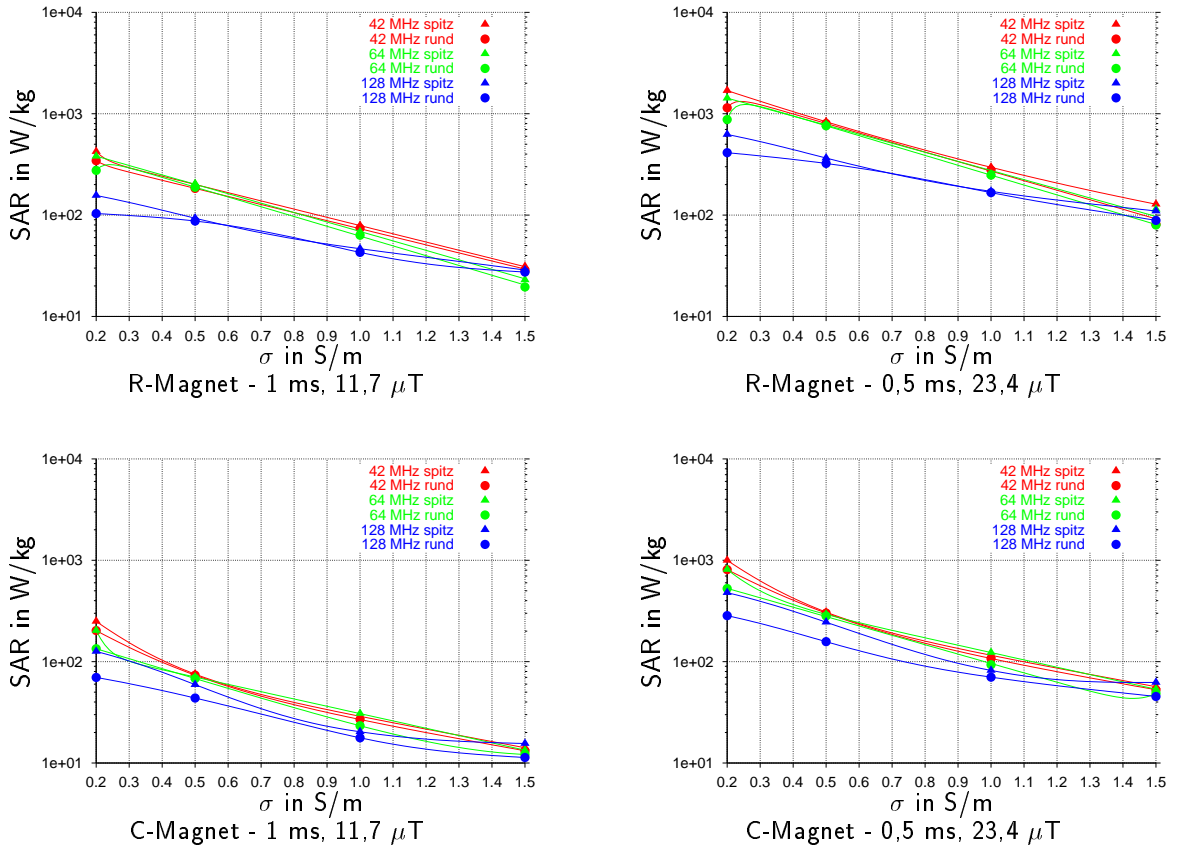 1e+04
1e+03
1e+02
1e+01
SAR in W/kg
42 MHz spitz
42 MHz rund
64 MHz spitz
64 MHz rund
128 MHz spitz
128 MHz rund
0.2 0.3 0.4 0.5 0.6 0.7 0.8 0.9 1.0 1.1 1.2 1.3 1.4 1.5
σ in S/m
R-Magnet - 1 ms, 11,7 μT
1e+04
1e+03
1e+02
1e+01
SAR in W/kg
42 MHz spitz
42 MHz rund
64 MHz spitz
64 MHz rund
128 MHz spitz
128 MHz rund
0.2 0.3 0.4 0.5 0.6 0.7 0.8 0.9 1.0 1.1 1.2 1.3 1.4 1.5
σ in S/m
R-Magnet - 0,5 ms, 23,4 μT
1e+04
1e+03
1e+02
1e+01
SAR in W/kg
42 MHz spitz
42 MHz rund
64 MHz spitz
64 MHz rund
128 MHz spitz
128 MHz rund
0.2 0.3 0.4 0.5 0.6 0.7 0.8 0.9 1.0 1.1 1.2 1.3 1.4 1.5
σ in S/m
C-Magnet - 1 ms, 11,7 μT
1e+04
1e+03
1e+02
1e+01
SAR in W/kg
42 MHz spitz
42 MHz rund
64 MHz spitz
64 MHz rund
128 MHz spitz
128 MHz rund
0.2 0.3 0.4 0.5 0.6 0.7 0.8 0.9 1.0 1.1 1.2 1.3 1.4 1.5
σ in S/m
C-Magnet - 0,5 ms, 23,4 μT